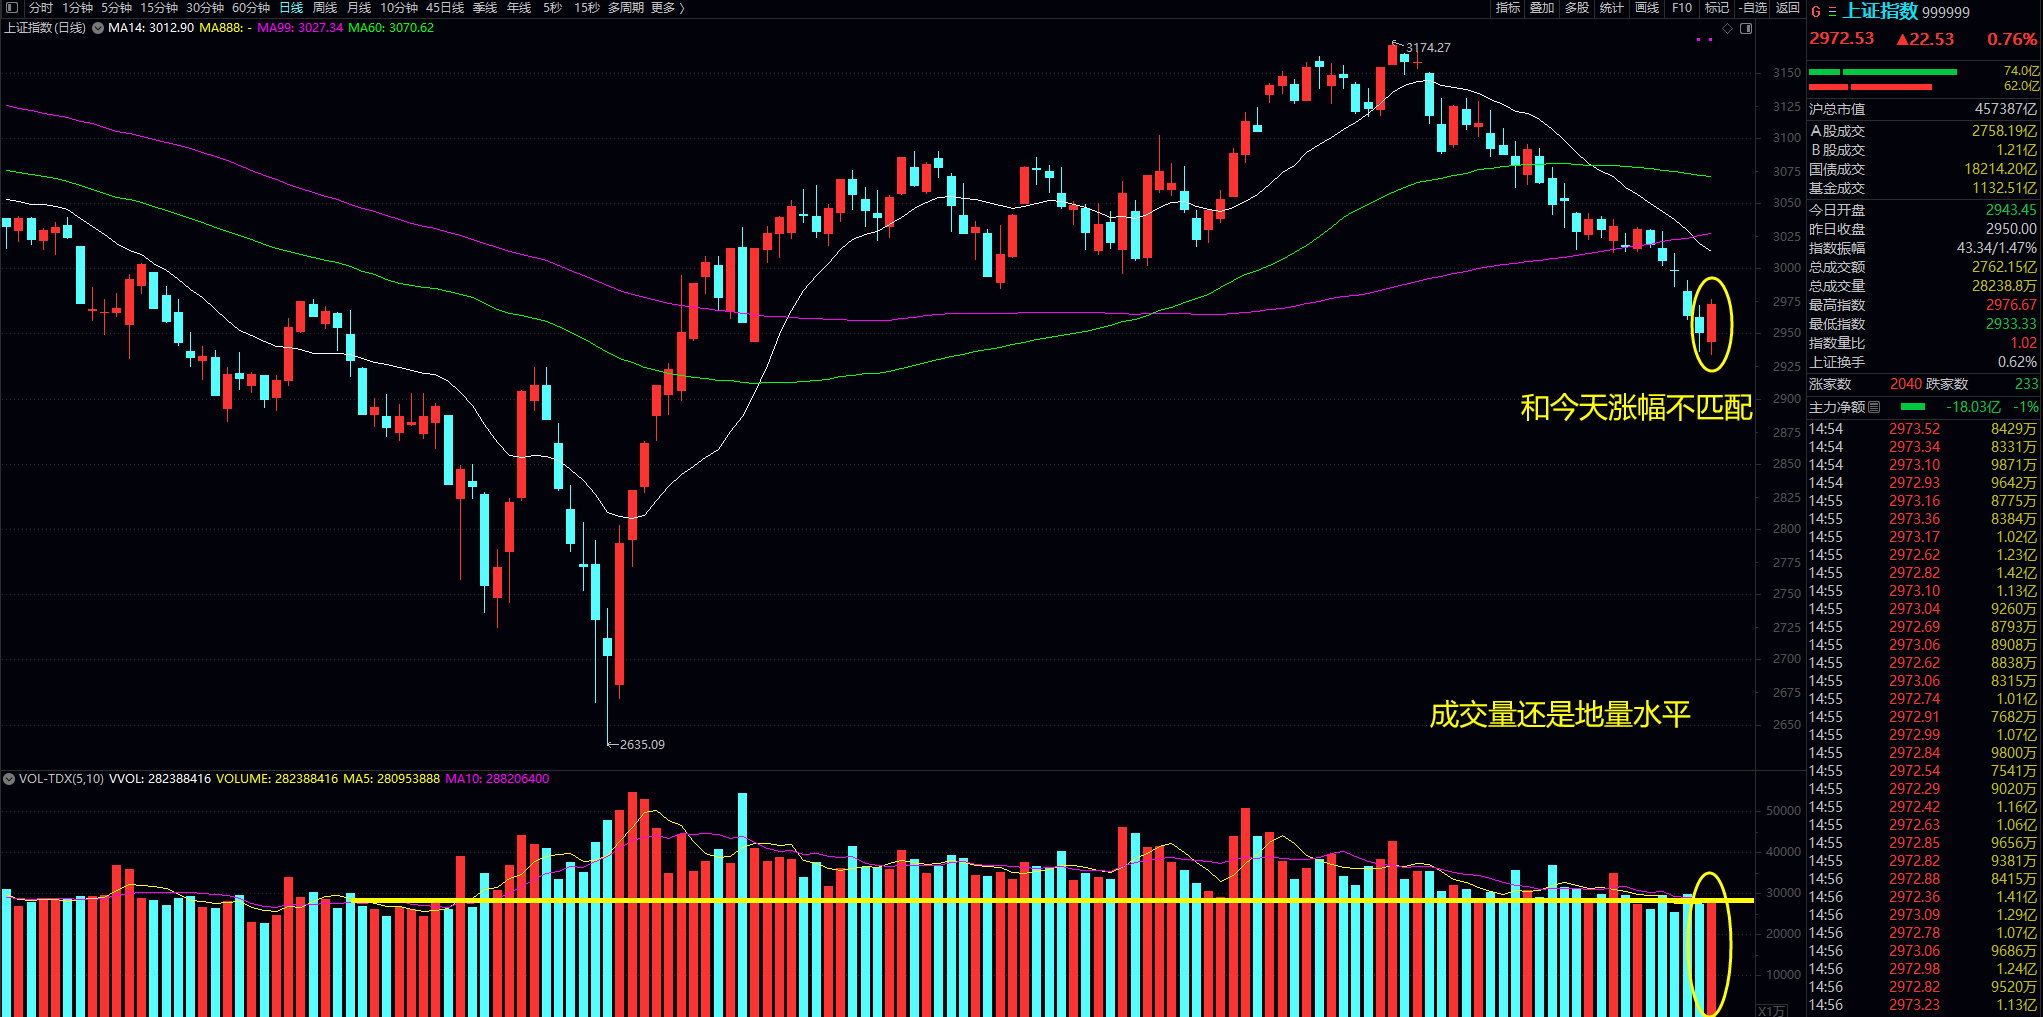 分时 1分钟 5分钟 15分钟 30分钟 60分钟 日线 周线 月线 10分钟 45日线 季线 年线 5秒 15秒 多周期 更多 〉
指标 叠加 多股 统计 画线 F10 标记 -自选 返回
上证指数(日线) MA14: 3012.90 MA888: - MA99: 3027.34 MA60: 3070.62
3174.27
3150
3125
3100
3075
3050
3025
3000
2975
2950
2925
2900
2875
2850
2825
2800
2775
2750
2725
2700
2675
2650
和今天涨幅不匹配
成交量还是地量水平
←2635.09
VOL-TDX(5,10) VVOL: 282388416 VOLUME: 282388416 MA5: 280953888 MA10: 288206400
50000
40000
30000
20000
10000
X1万
G 三 上证指数 999999
2972.53 ▲22.53 0.76%
74.0亿
62.0亿
沪总市值 457387亿
A股成交 2758.19亿
B股成交 1.21亿
国债成交 18214.20亿
基金成交 1132.51亿
今日开盘 2943.45
昨日收盘 2950.00
指数振幅 43.34/1.47%
总成交额 2762.15亿
总成交量 28238.8万
最高指数 2976.67
最低指数 2933.33
指数量比 1.02
上证换手 0.62%
涨家数 2040 跌家数 233
主力净额 -18.03亿 -1%
14:54 2973.52 8429万
14:54 2973.34 8331万
14:54 2973.10 9871万
14:54 2972.93 9642万
14:55 2973.16 8775万
14:55 2973.36 8384万
14:55 2973.17 1.02亿
14:55 2972.62 1.23亿
14:55 2972.82 1.42亿
14:55 2973.10 1.13亿
14:55 2973.04 9260万
14:55 2972.69 8793万
14:55 2973.06 8908万
14:55 2972.62 8838万
14:55 2973.06 8315万
14:55 2972.74 1.01亿
14:55 2972.91 7682万
14:55 2972.99 1.07亿
14:55 2972.84 9800万
14:55 2972.54 7541万
14:55 2972.29 9020万
14:55 2972.42 1.16亿
14:55 2972.63 1.06亿
14:55 2972.85 9656万
14:55 2972.82 9381万
14:56 2972.88 8415万
14:56 2972.36 1.41亿
14:56 2973.09 1.29亿
14:56 2972.78 1.07亿
14:56 2973.06 9686万
14:56 2972.98 1.24亿
14:56 2972.82 9520万
14:56 2973.23 1.13亿